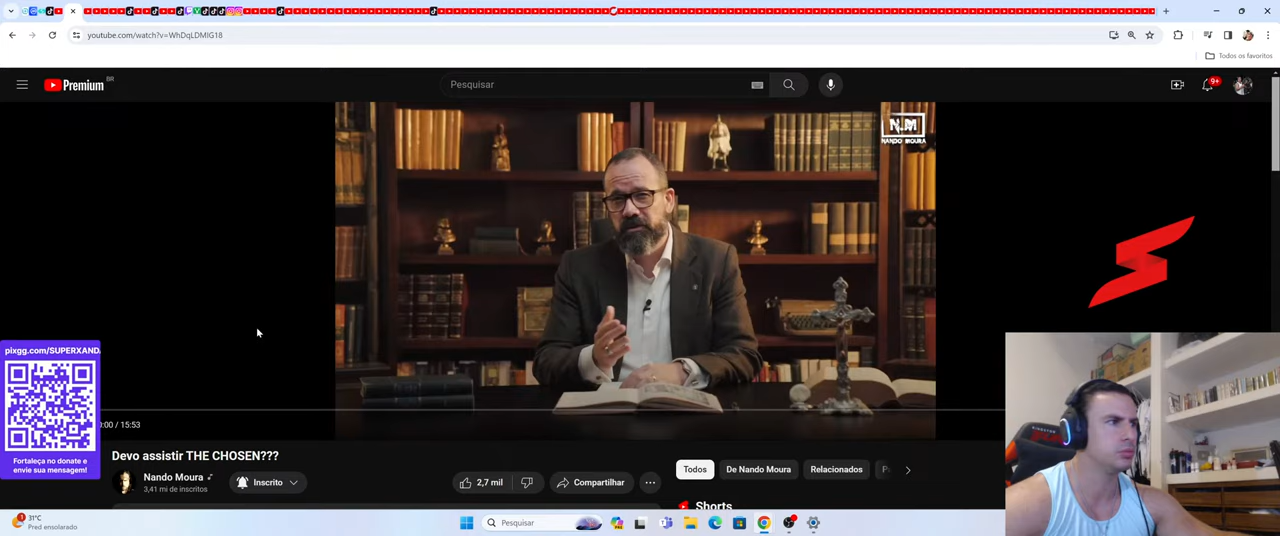 youtube.com/watch?v=WhDqLDMIG18
Todos os favoritos
Premium BR
Pesquisar
9+
N.M
NANDO MOURA
pixgg.com/SUPERXAND
Fortaleça no donate e
envie sua mensagem!
0:00 / 15:53
Devo assistir THE CHOSEN???
Nando Moura
3,41 mi de inscritos
Inscrito
2,7 mil
Compartilhar
Todos
De Nando Moura
Relacionados
Shorts
31°C
Pred ensolarado
Pesquisar